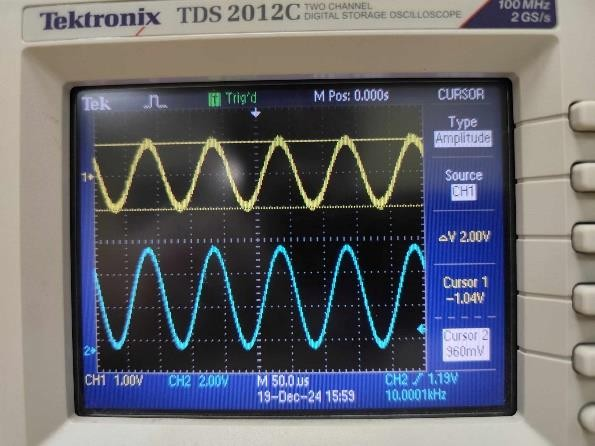 Tektronix TDS 2012C TWO CHANNEL DIGITAL STORAGE OSCILLOSCOPE 100 MHz 2 GS/s
Tek Trig'd M Pos: 0.000s CURSOR
Type
Amplitude
Source
CH1
1
△V 2.00V
Cursor 1
-1.04V
Cursor 2
960mV
2
CH1 1.00V CH2 2.00V M 50.0us CH2 1.19V
19-Dec-24 15:59 10.0001kHz